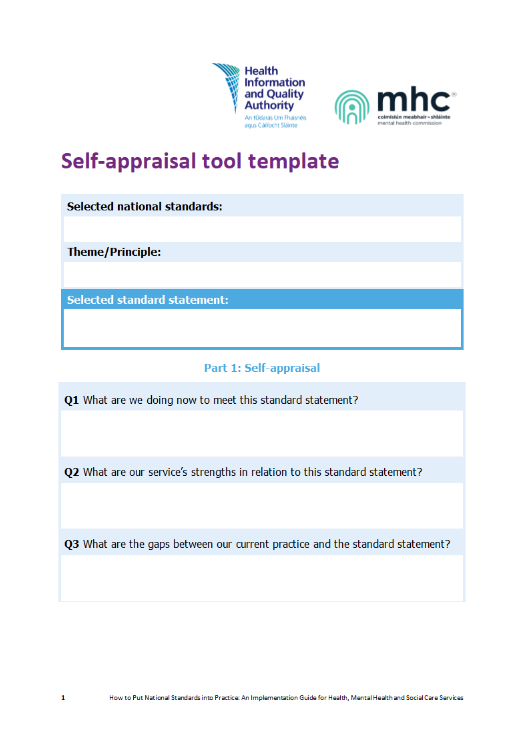 Health
Information
and Quality
Authority
An tÚdarás Um Fhaisnéis
agus Cáilíocht Sláinte
mhc
coimisiún meabhair-shláinte
mental health commission
Self-appraisal tool template
Selected national standards:
Theme/Principle:
Selected standard statement:
Part 1: Self-appraisal
Q1 What are we doing now to meet this standard statement?
Q2 What are our service's strengths in relation to this standard statement?
Q3 What are the gaps between our current practice and the standard statement?
1 How to Put National Standards into Practice: An Implementation Guide for Health, Mental Health and Social Care Services